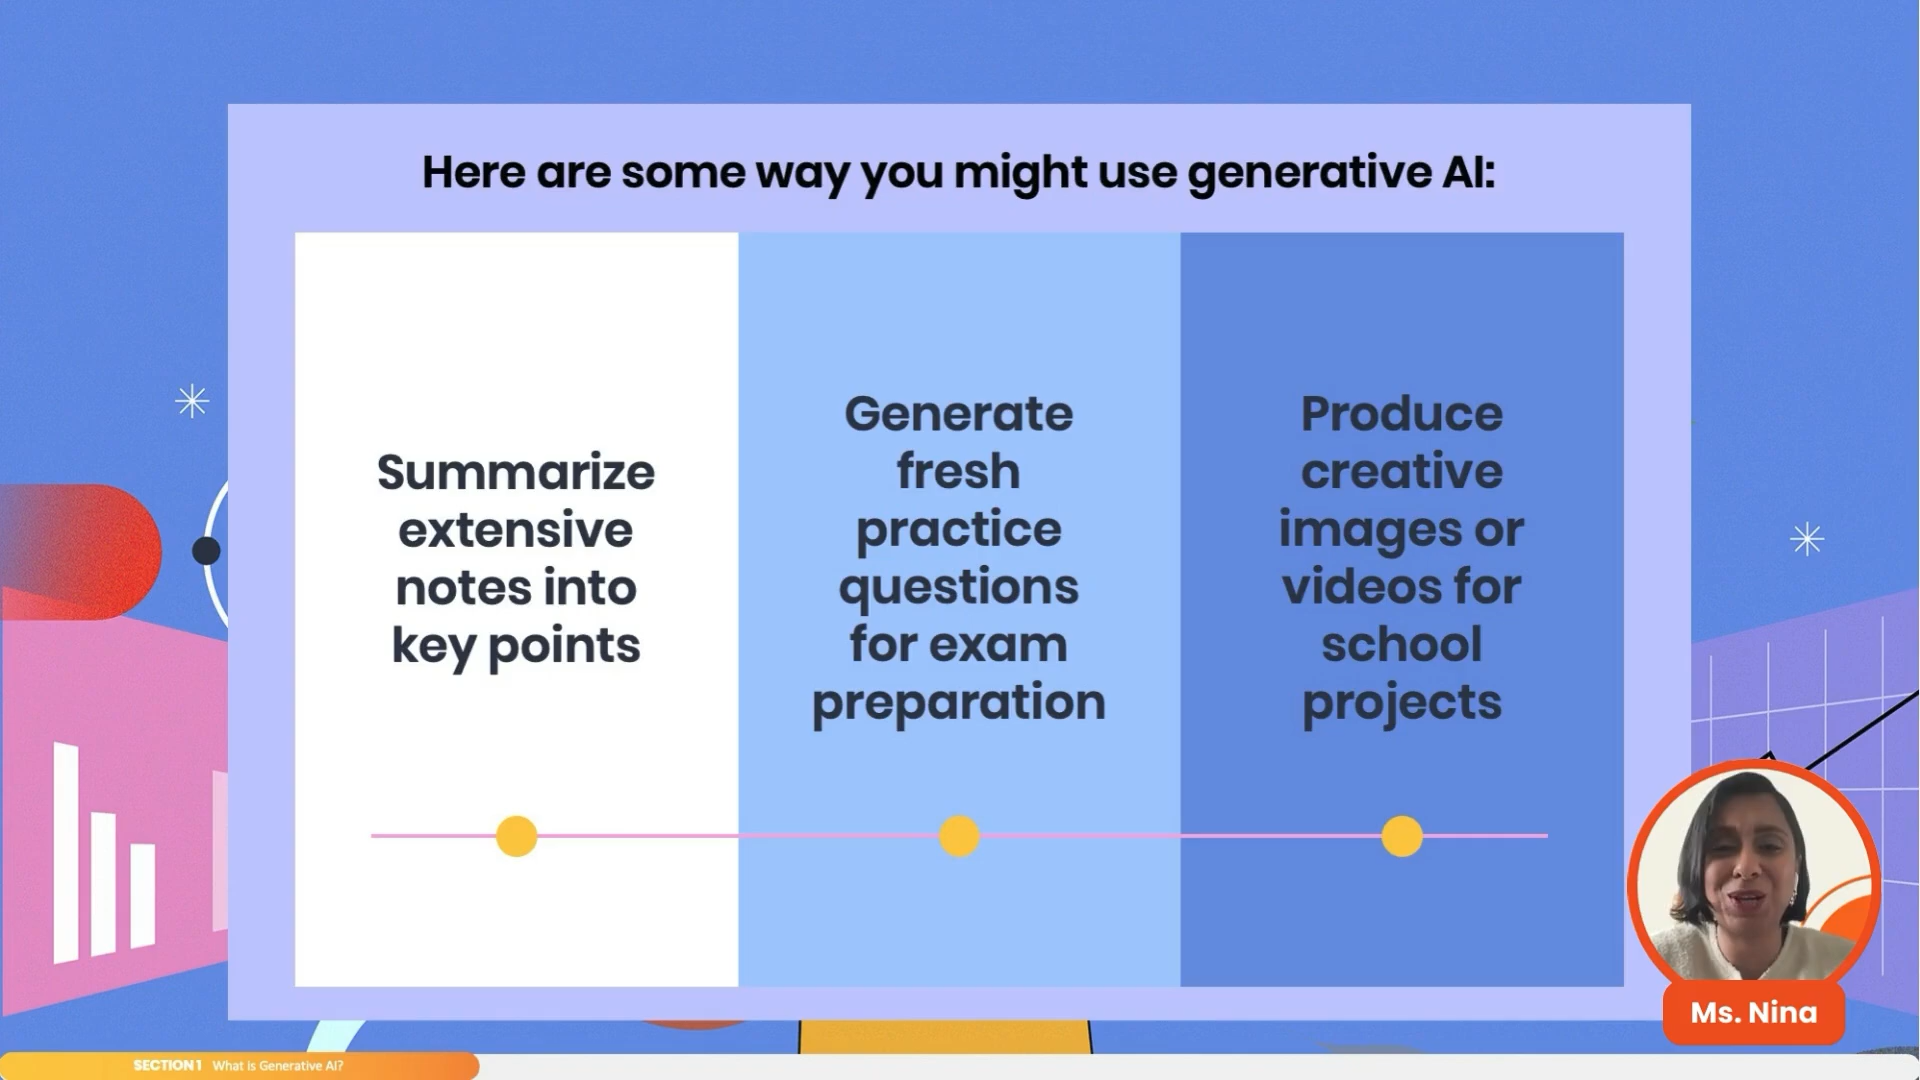 Here are some way you might use generative AI:
Summarize
extensive
notes into
key points
Generate
fresh
practice
questions
for exam
preparation
Produce
creative
images or
videos for
school
projects
Ms. Nina
SECTION 1 What is Generative AI?